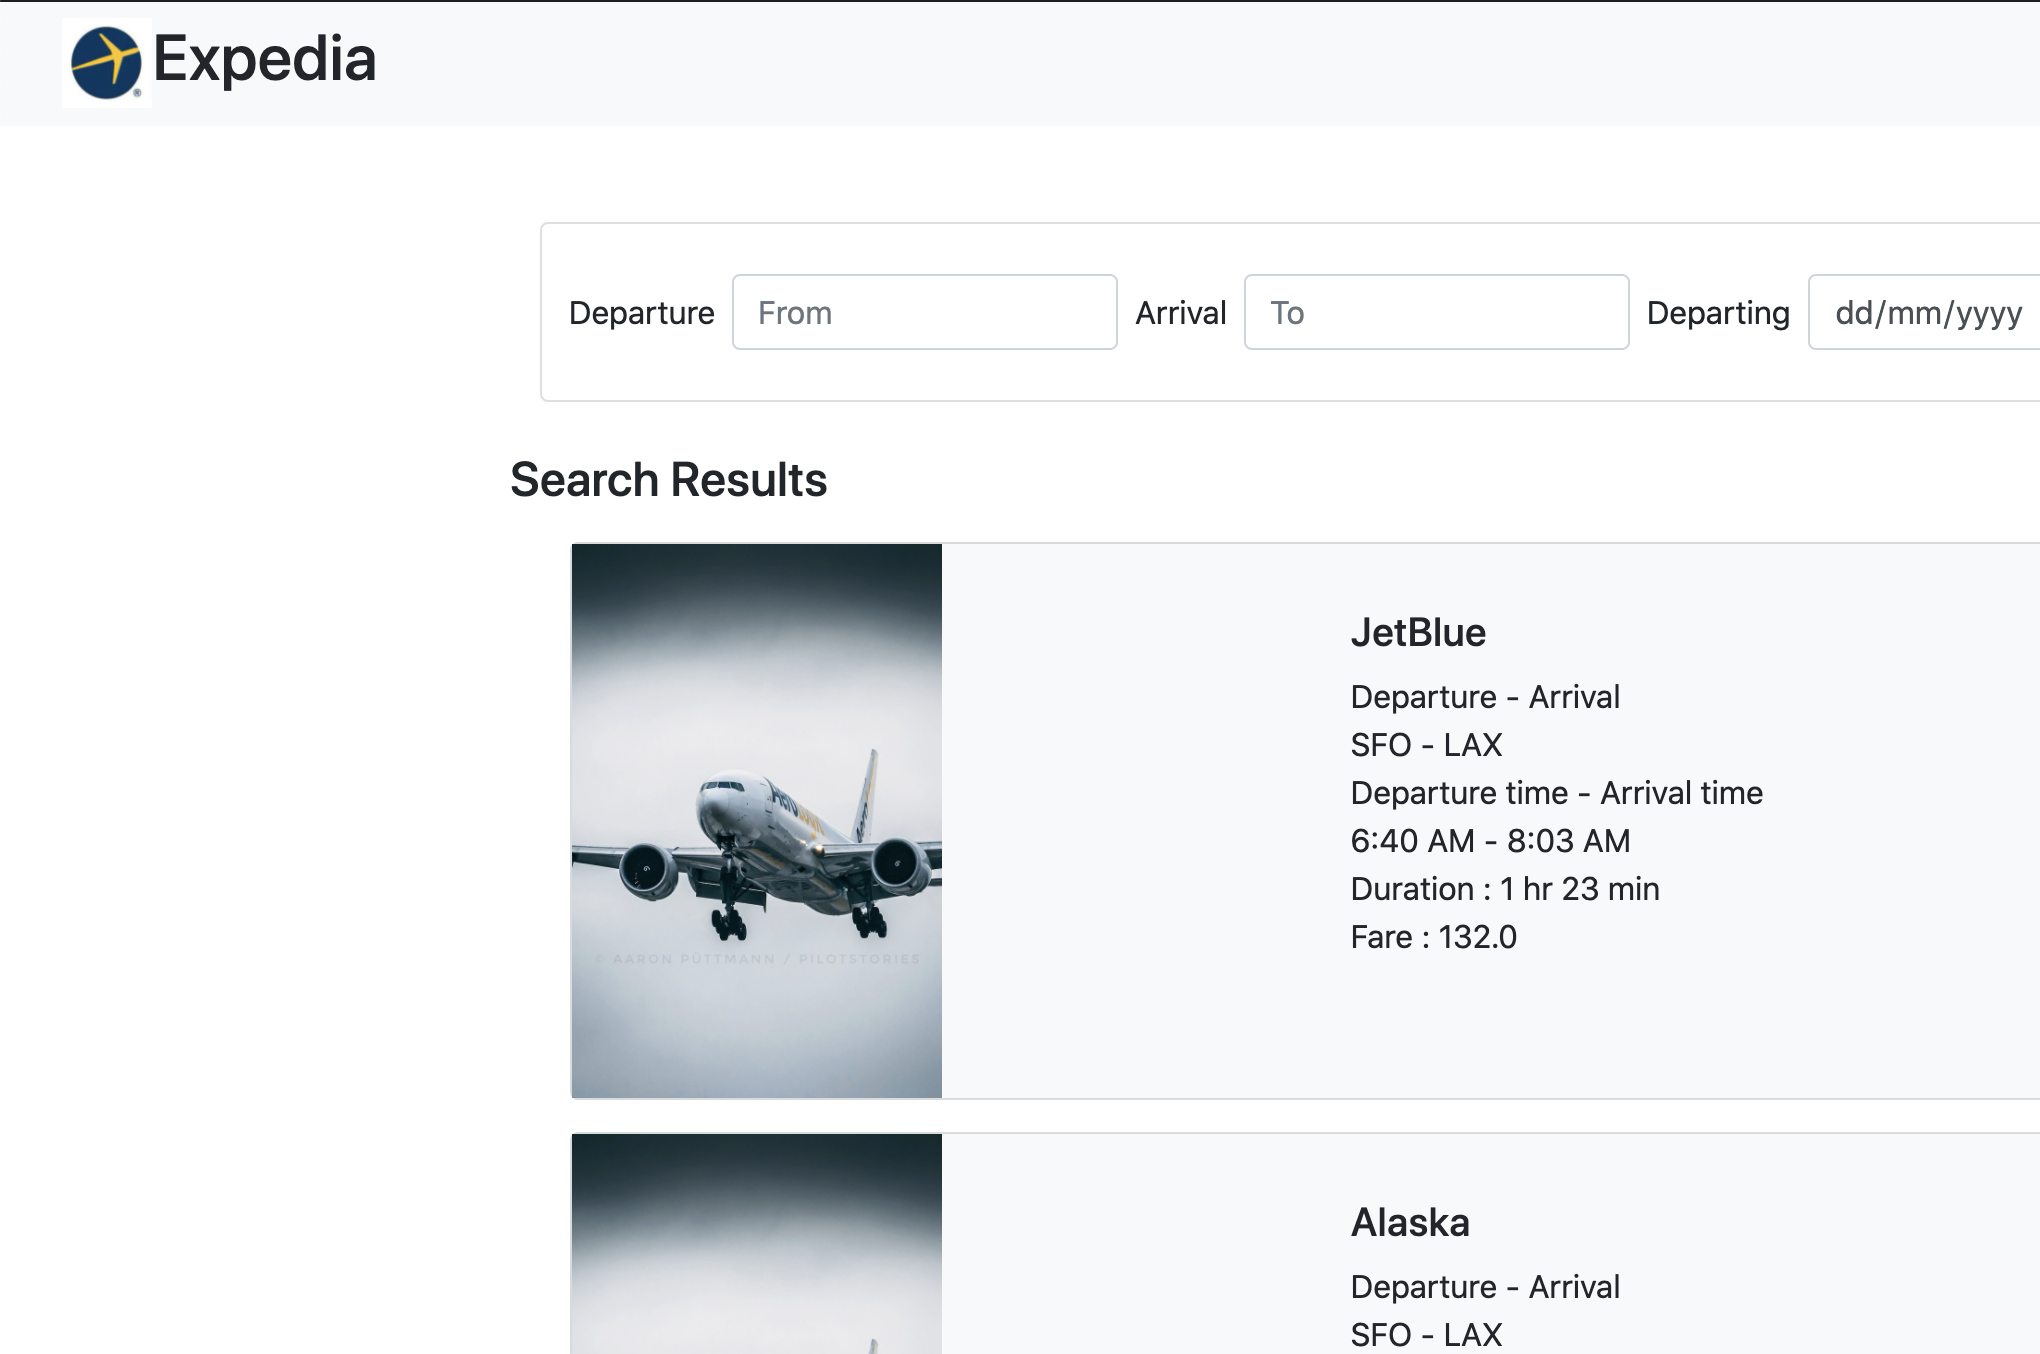 Expedia
Departure From Arrival To Departing dd/mm/yyyy
Search Results
JetBlue
Departure - Arrival
SFO - LAX
Departure time - Arrival time
6:40 AM - 8:03 AM
Duration : 1 hr 23 min
Fare : 132.0
© AARON PÜTTMANN / PILOTSTORIES
Alaska
Departure - Arrival
SFO - LAX